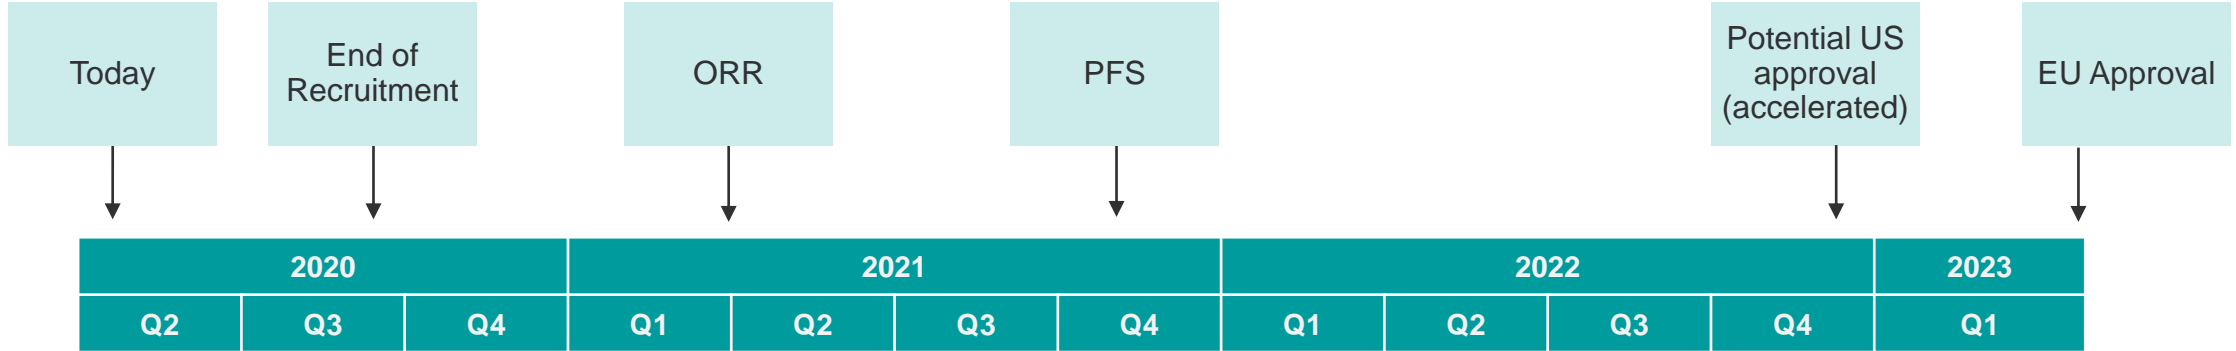 Today
End of
Recruitment
ORR
PFS
Potential US
approval
(accelerated)
EU Approval
2020 2021 2022 2023
Q2 Q3 Q4 Q1 Q2 Q3 Q4 Q1 Q2 Q3 Q4 Q1